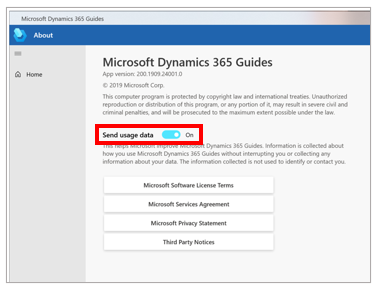 Microsoft Dynamics 365 Guides
About
Home
Microsoft Dynamics 365 Guides
App version: 200.1909.24001.0
© 2019 Microsoft Corp.
This computer program is protected by copyright law and international treaties. Unauthorized
reproduction or distribution of this program, or any portion of it, may result in severe civil and
criminal penalties, and will be prosecuted to the maximum extent possible under the law.
Send usage data On
This helps Microsoft improve Microsoft Dynamics 365 Guides. Information is collected about
how you use Microsoft Dynamics 365 Guides without interrupting you or collecting any
information about your data. The information collected is not used to identify or contact you.
Microsoft Software License Terms
Microsoft Services Agreement
Microsoft Privacy Statement
Third Party Notices